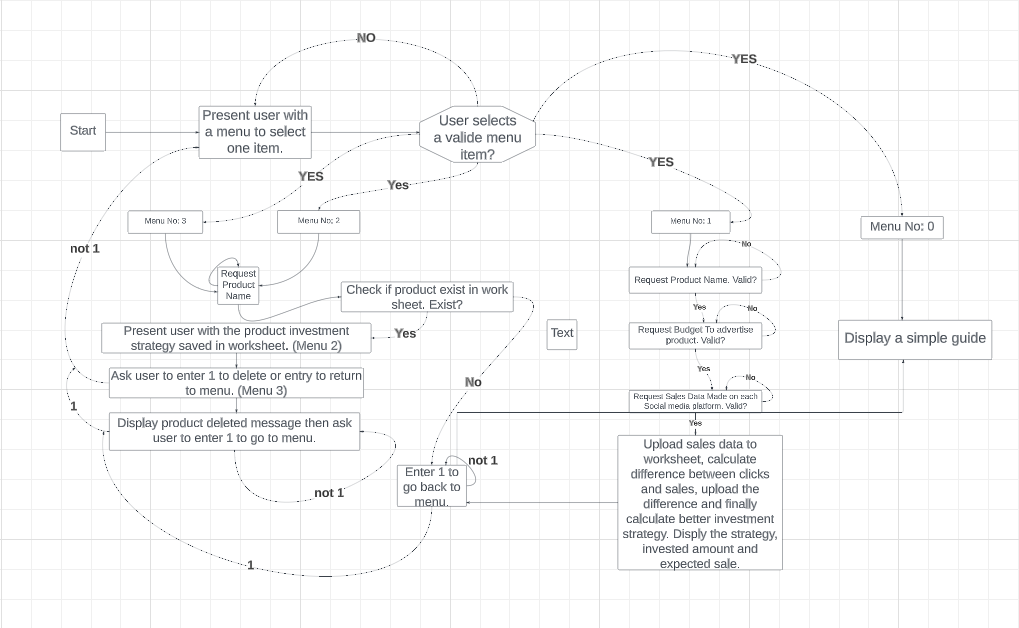 NO
YES
Start
Present user with
a menu to select
one item.
User selects
a valide menu
item?
YES
YES
Yes
Menu No: 3
Menu No; 2
Menu No: 1
Menu No: 0
not 1
No
Request
Product
Name
Request Product Name. Valid?
Check if product exist in work
sheet. Exist?
Yes
No
Present user with the product investment
strategy saved in worksheet. (Menu 2)
Yes
Text
Request Budget To advertise
product. Valid?
Display a simple guide
Yes
No
Ask user to enter 1 to delete or entry to return
to menu. (Menu 3)
No
Request Sales Data Made on each
Social media platform. Valid?
1
Display product deleted message then ask
user to enter 1 to go to menu.
Yes
not 1
Enter 1 to
go back to
menu.
not 1
Upload sales data to
worksheet, calculate
difference between clicks
and sales, upload the
difference and finally
calculate better investment
strategy. Disply the strategy,
invested amount and
expected sale.
1